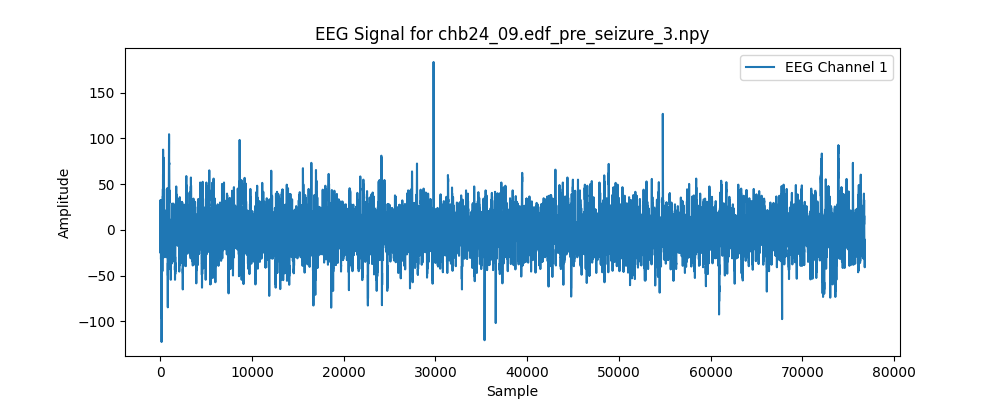 EEG Signal for chb24_09.edf_pre_seizure_3.npy
EEG Channel 1
150
100
50
0
−50
−100
Amplitude
0 10000 20000 30000 40000 50000 60000 70000 80000
Sample